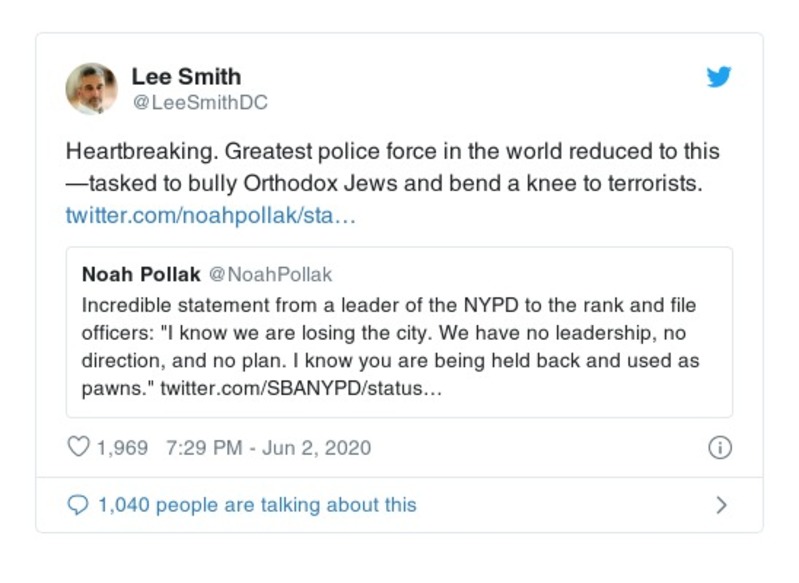 Lee Smith
@LeeSmithDC
Heartbreaking. Greatest police force in the world reduced to this
—tasked to bully Orthodox Jews and bend a knee to terrorists.
twitter.com/noahpollak/sta…
Noah Pollak @NoahPollak
Incredible statement from a leader of the NYPD to the rank and file
officers: "I know we are losing the city. We have no leadership, no
direction, and no plan. I know you are being held back and used as
pawns." twitter.com/SBANYPD/status…
1,969 7:29 PM - Jun 2, 2020
1,040 people are talking about this